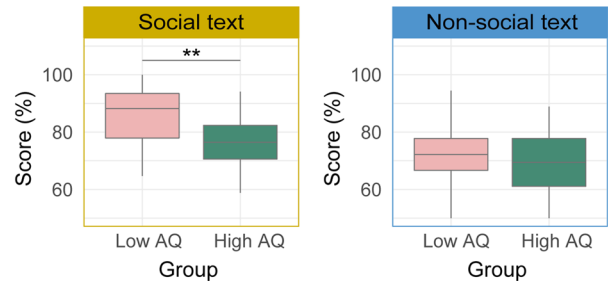 Social text
**
100
80
60
Score (%)
Low AQ High AQ
Group
Non-social text
100
80
60
Score (%)
Low AQ High AQ
Group